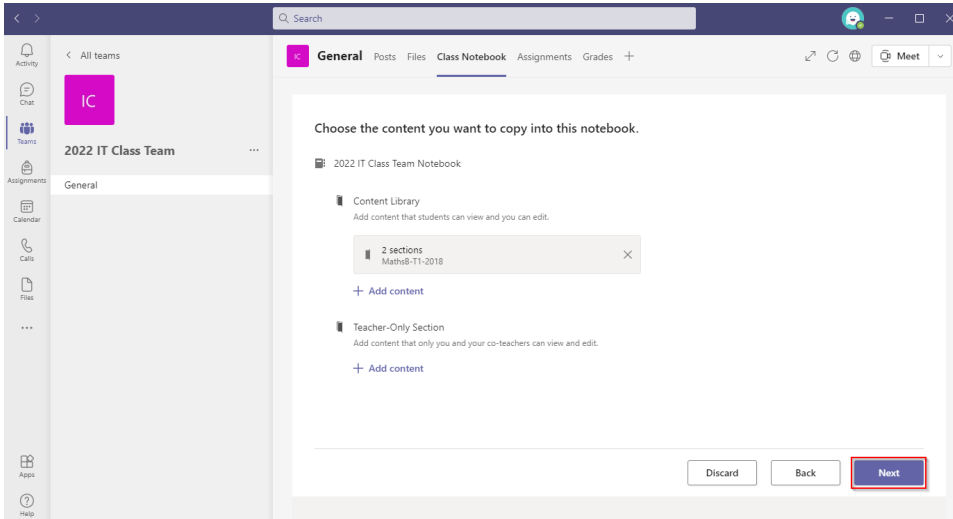 Search
Activity
Chat
Teams
Assignments
Calendar
Calls
Files
Apps
Help
All teams
IC
2022 IT Class Team
General
IC
General Posts Files Class Notebook Assignments Grades
Meet
Choose the content you want to copy into this notebook.
2022 IT Class Team Notebook
Content Library
Add content that students can view and you can edit.
2 sections
MathsB-T1-2018
Add content
Teacher-Only Section
Add content that only you and your co-teachers can view and edit.
Add content
Discard Back Next